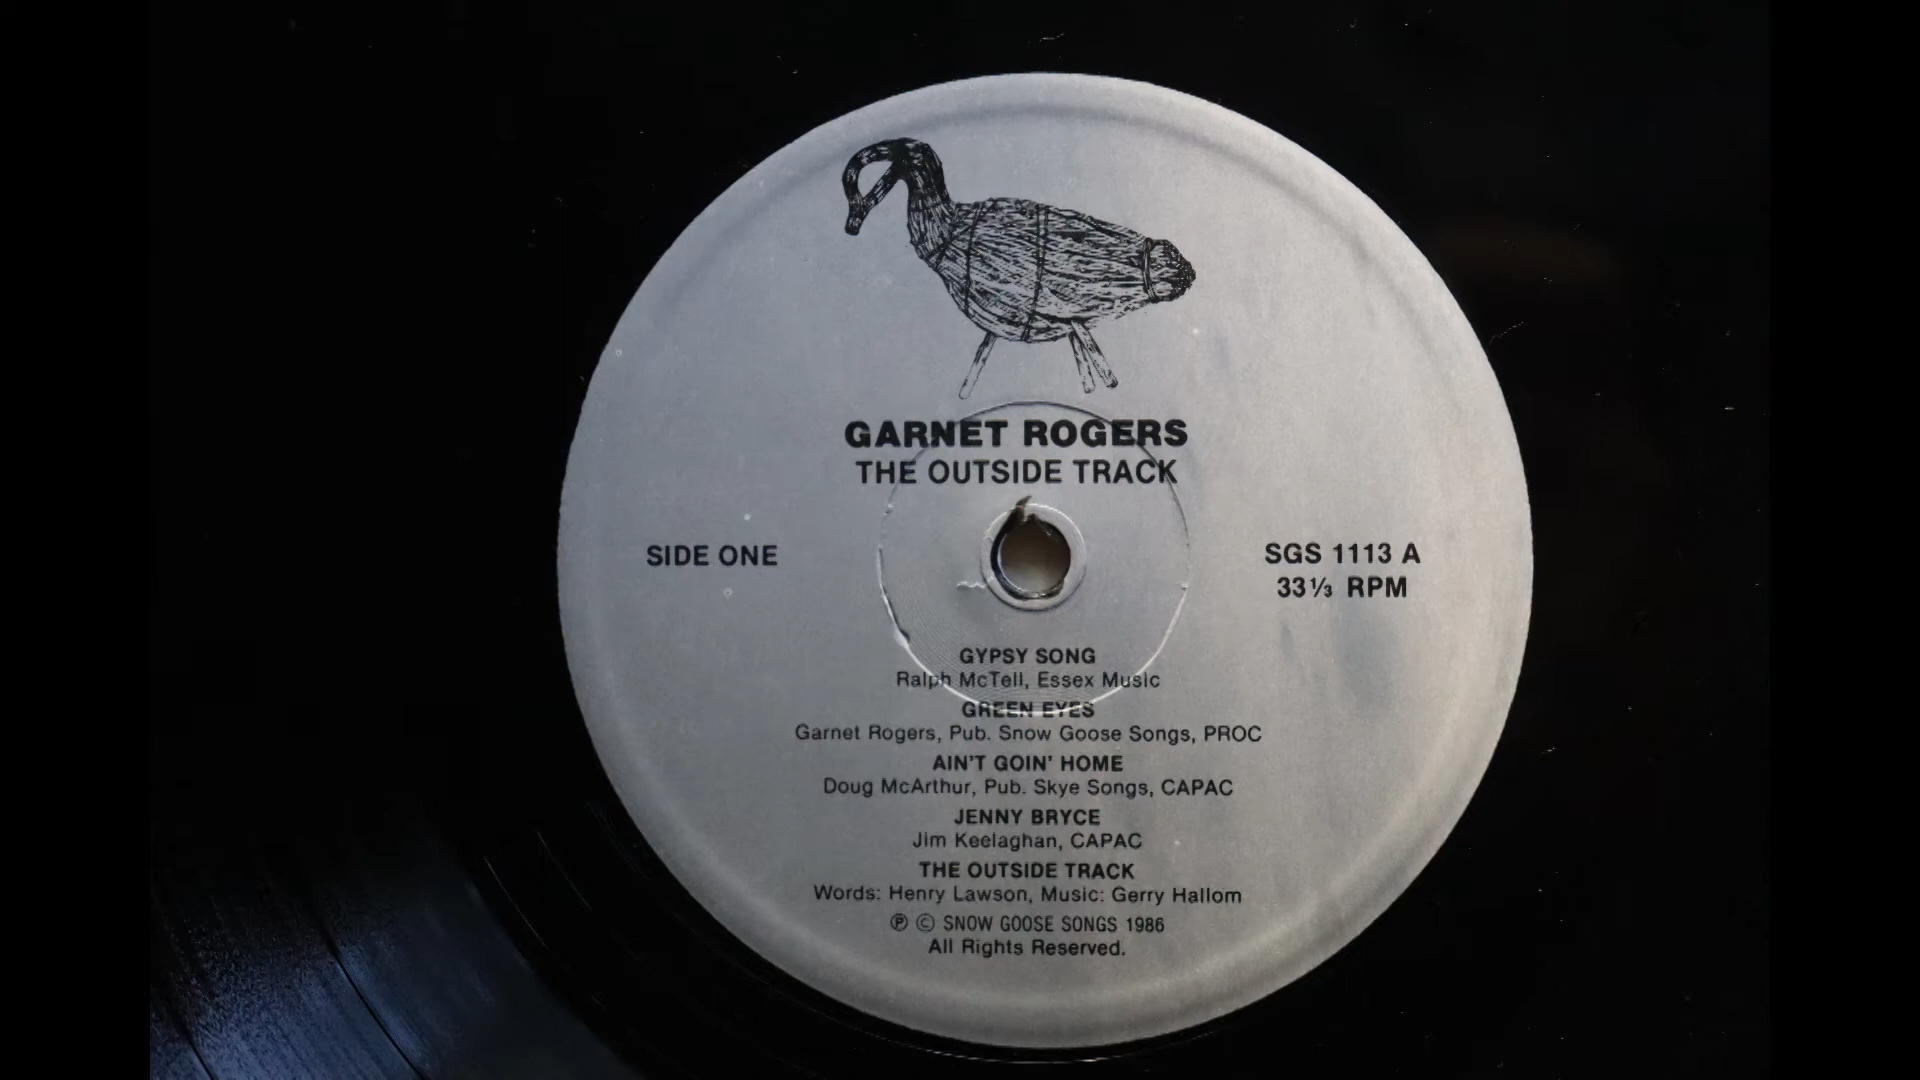 GARNET ROGERS
THE OUTSIDE TRACK
SIDE ONE
SGS 1113 A
33⅓ RPM
GYPSY SONG
Ralph McTell, Essex Music
GREEN EYES
Garnet Rogers, Pub. Snow Goose Songs, PROC
AIN'T GOIN' HOME
Doug McArthur, Pub. Skye Songs, CAPAC
JENNY BRYCE
Jim Keelaghan, CAPAC
THE OUTSIDE TRACK
Words: Henry Lawson, Music: Gerry Hallom
℗ © SNOW GOOSE SONGS 1986
All Rights Reserved.